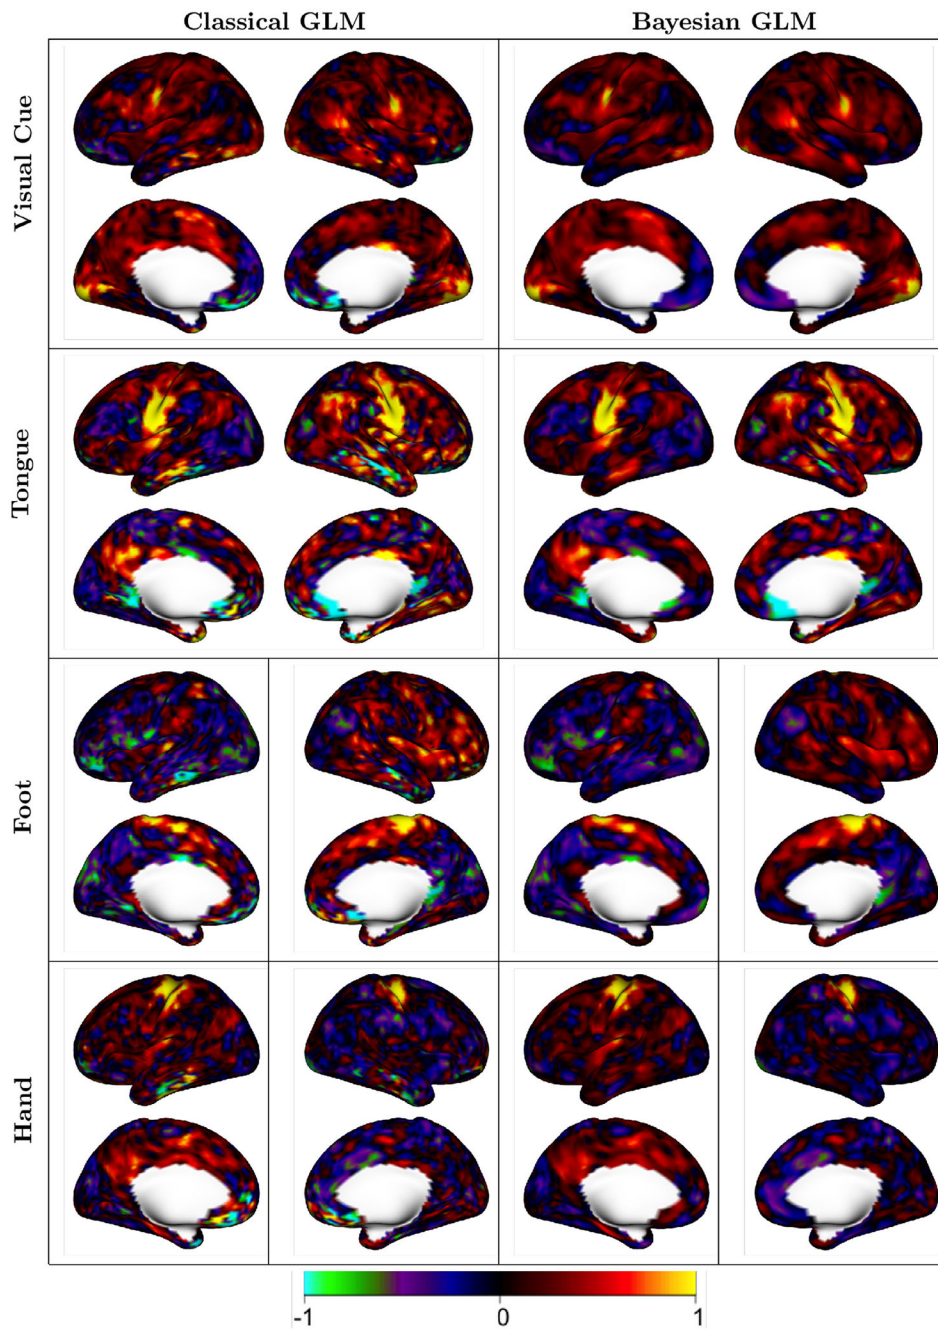 Classical GLM
Bayesian GLM
Visual Cue
Tongue
Foot
Hand
-1
0
1